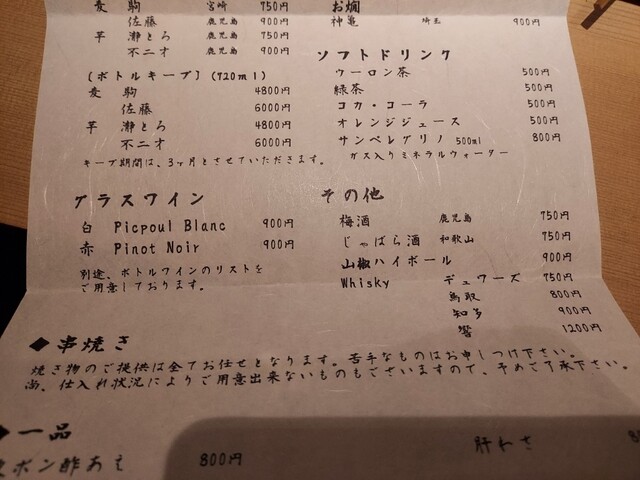 麦 駒 宮崎 750円
佐藤 鹿児島 900円
芋 瀞とろ 鹿児島 750円
不二才 鹿児島 900円
(ボトルキープ) (720ml)
麦 駒 4800円
佐藤 6000円
芋 瀞とろ 4800円
不二才 6000円
キープ期間は、3ヶ月とさせていただきます。
グラスワイン
白 Picpoul Blanc 900円
赤 Pinot Noir 900円
別途、ボトルワインのリストを
ご用意しております。
お燗
神亀 埼玉 900円
ソフトドリンク
ウーロン茶 500円
緑茶 500円
コカ・コーラ 500円
オレンジジュース 500円
サンペレグリノ 500ml 800円
ガス入りミネラルウォーター
その他
梅酒 鹿児島 750円
じゃばら酒 和歌山 750円
山椒ハイボール 900円
Whisky デュワーズ 750円
鳥取 800円
知多 900円
響 1200円
◆串焼き
焼き物のご提供は全てお任せとなります。苦手なものはお申しつけ下さい。
尚、仕入れ状況によりご用意出来ないものもございますので、予めご了承下さい。
◆一品
ポン酢あえ 800円
肝わさ